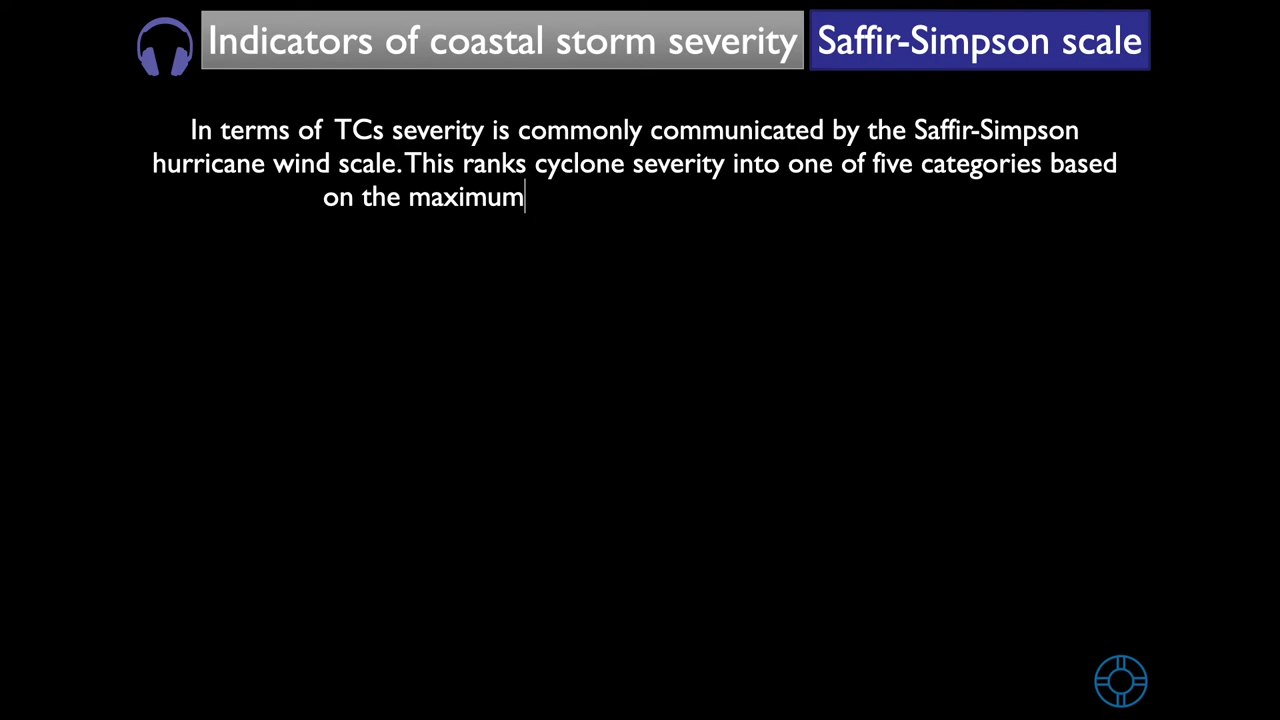 Indicators of coastal storm severity Saffir-Simpson scale
In terms of TCs severity is commonly communicated by the Saffir-Simpson
hurricane wind scale. This ranks cyclone severity into one of five categories based
on the maximum